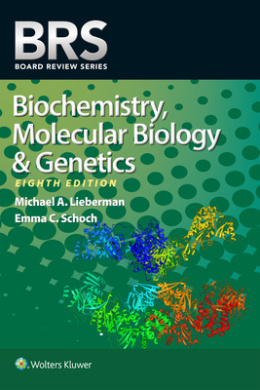 BRS
BOARD REVIEW SERIES
Biochemistry,
Molecular Biology
& Genetics
EIGHTH EDITION
Michael A. Lieberman
Emma C. Schoch
Wolters Kluwer